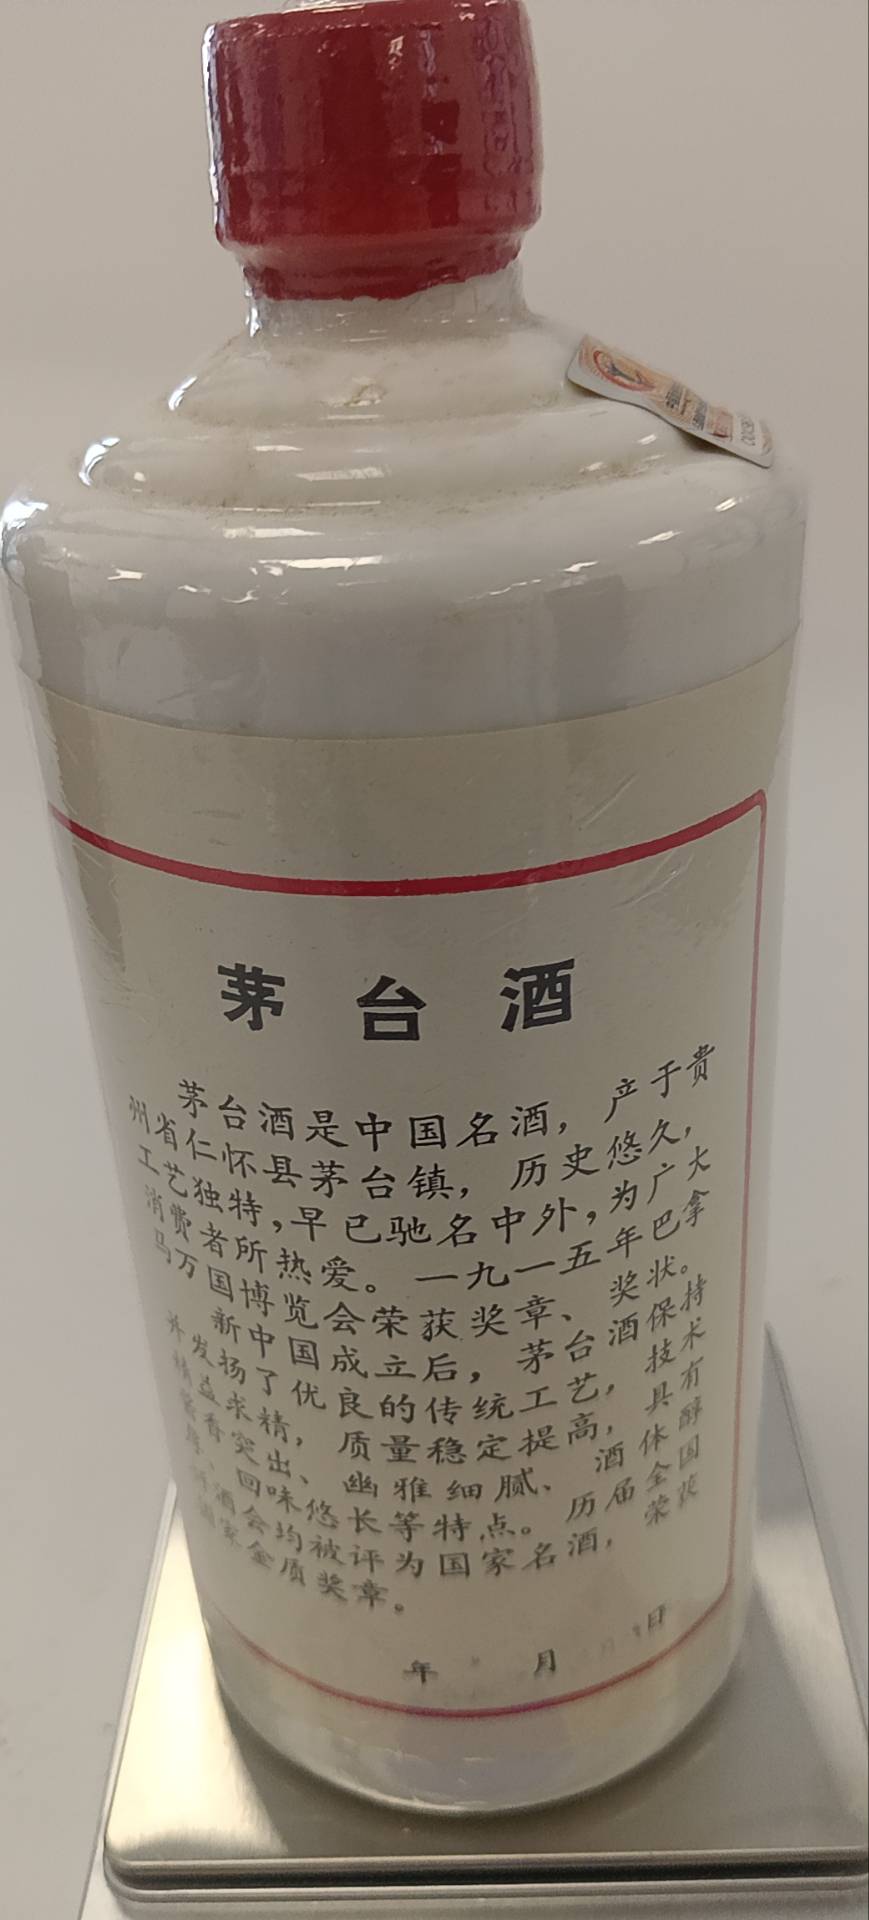 茅台酒
茅台酒是中国名酒，产于贵
州省仁怀县茅台镇，历史悠久，
工艺独特，早已驰名中外，为广大
消费者所热爱。一九一五年巴拿
马万国博览会荣获奖章、奖状。
新中国成立后，茅台酒保持
并发扬了优良的传统工艺，技术
精益求精，质量稳定提高，具有
酱香突出、幽雅细腻、酒体醇
厚、回味悠长等特点。历届全国
评酒会均被评为国家名酒，荣获
国家金质奖章。
年 月 日